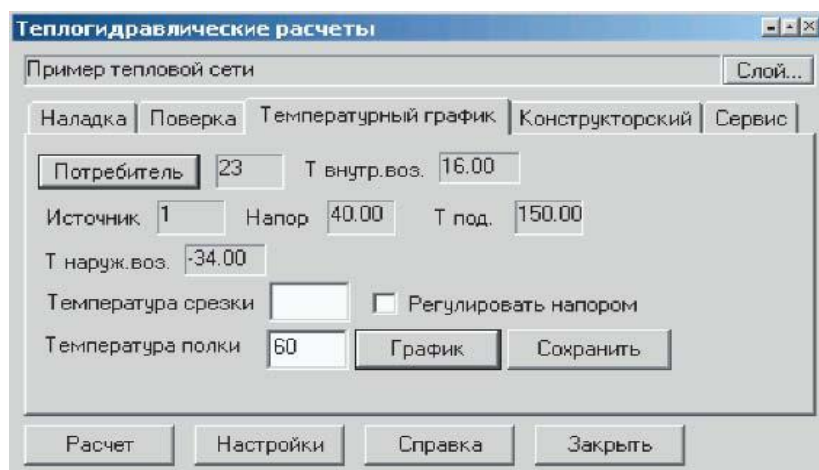 Теплогидравлические расчеты
Пример тепловой сети Слой...
Наладка Поверка Температурный график Конструкторский Сервис
Потребитель 23 Т внутр.воз. 16.00
Источник 1 Напор 40.00 Т под. 150.00
Т наруж.воз. -34.00
Температура срезки Регулировать напором
Температура полки 60 График Сохранить
Расчет Настройки Справка Закрыть